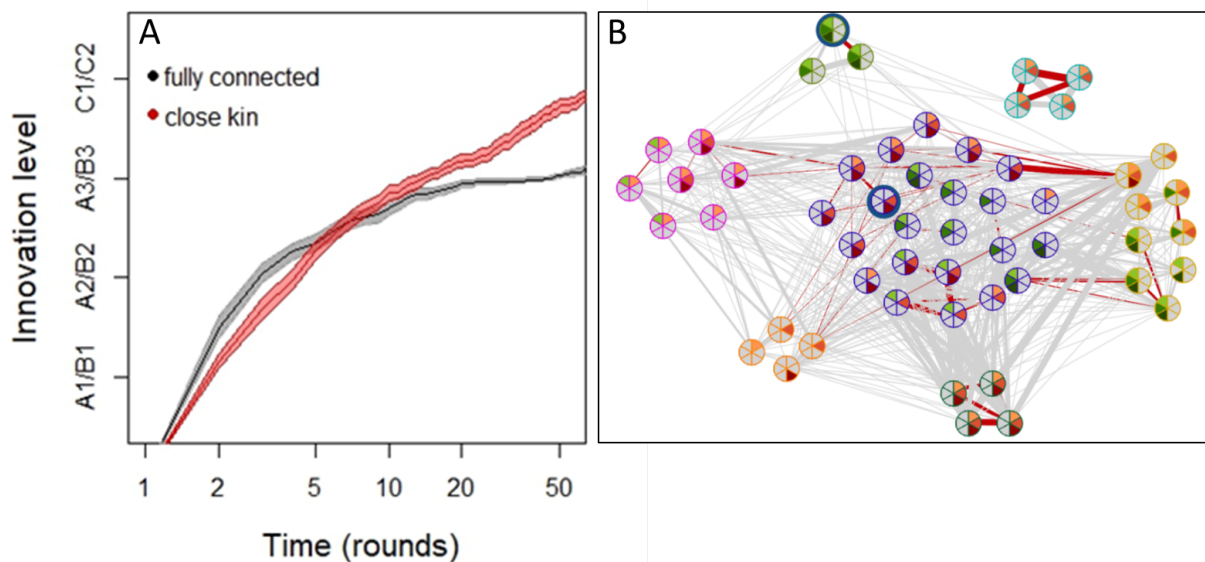 A
B
fully connected
close kin
Innovation level
C1/C2
A3/B3
A2/B2
A1/B1
1 2 5 10 20 50
Time (rounds)